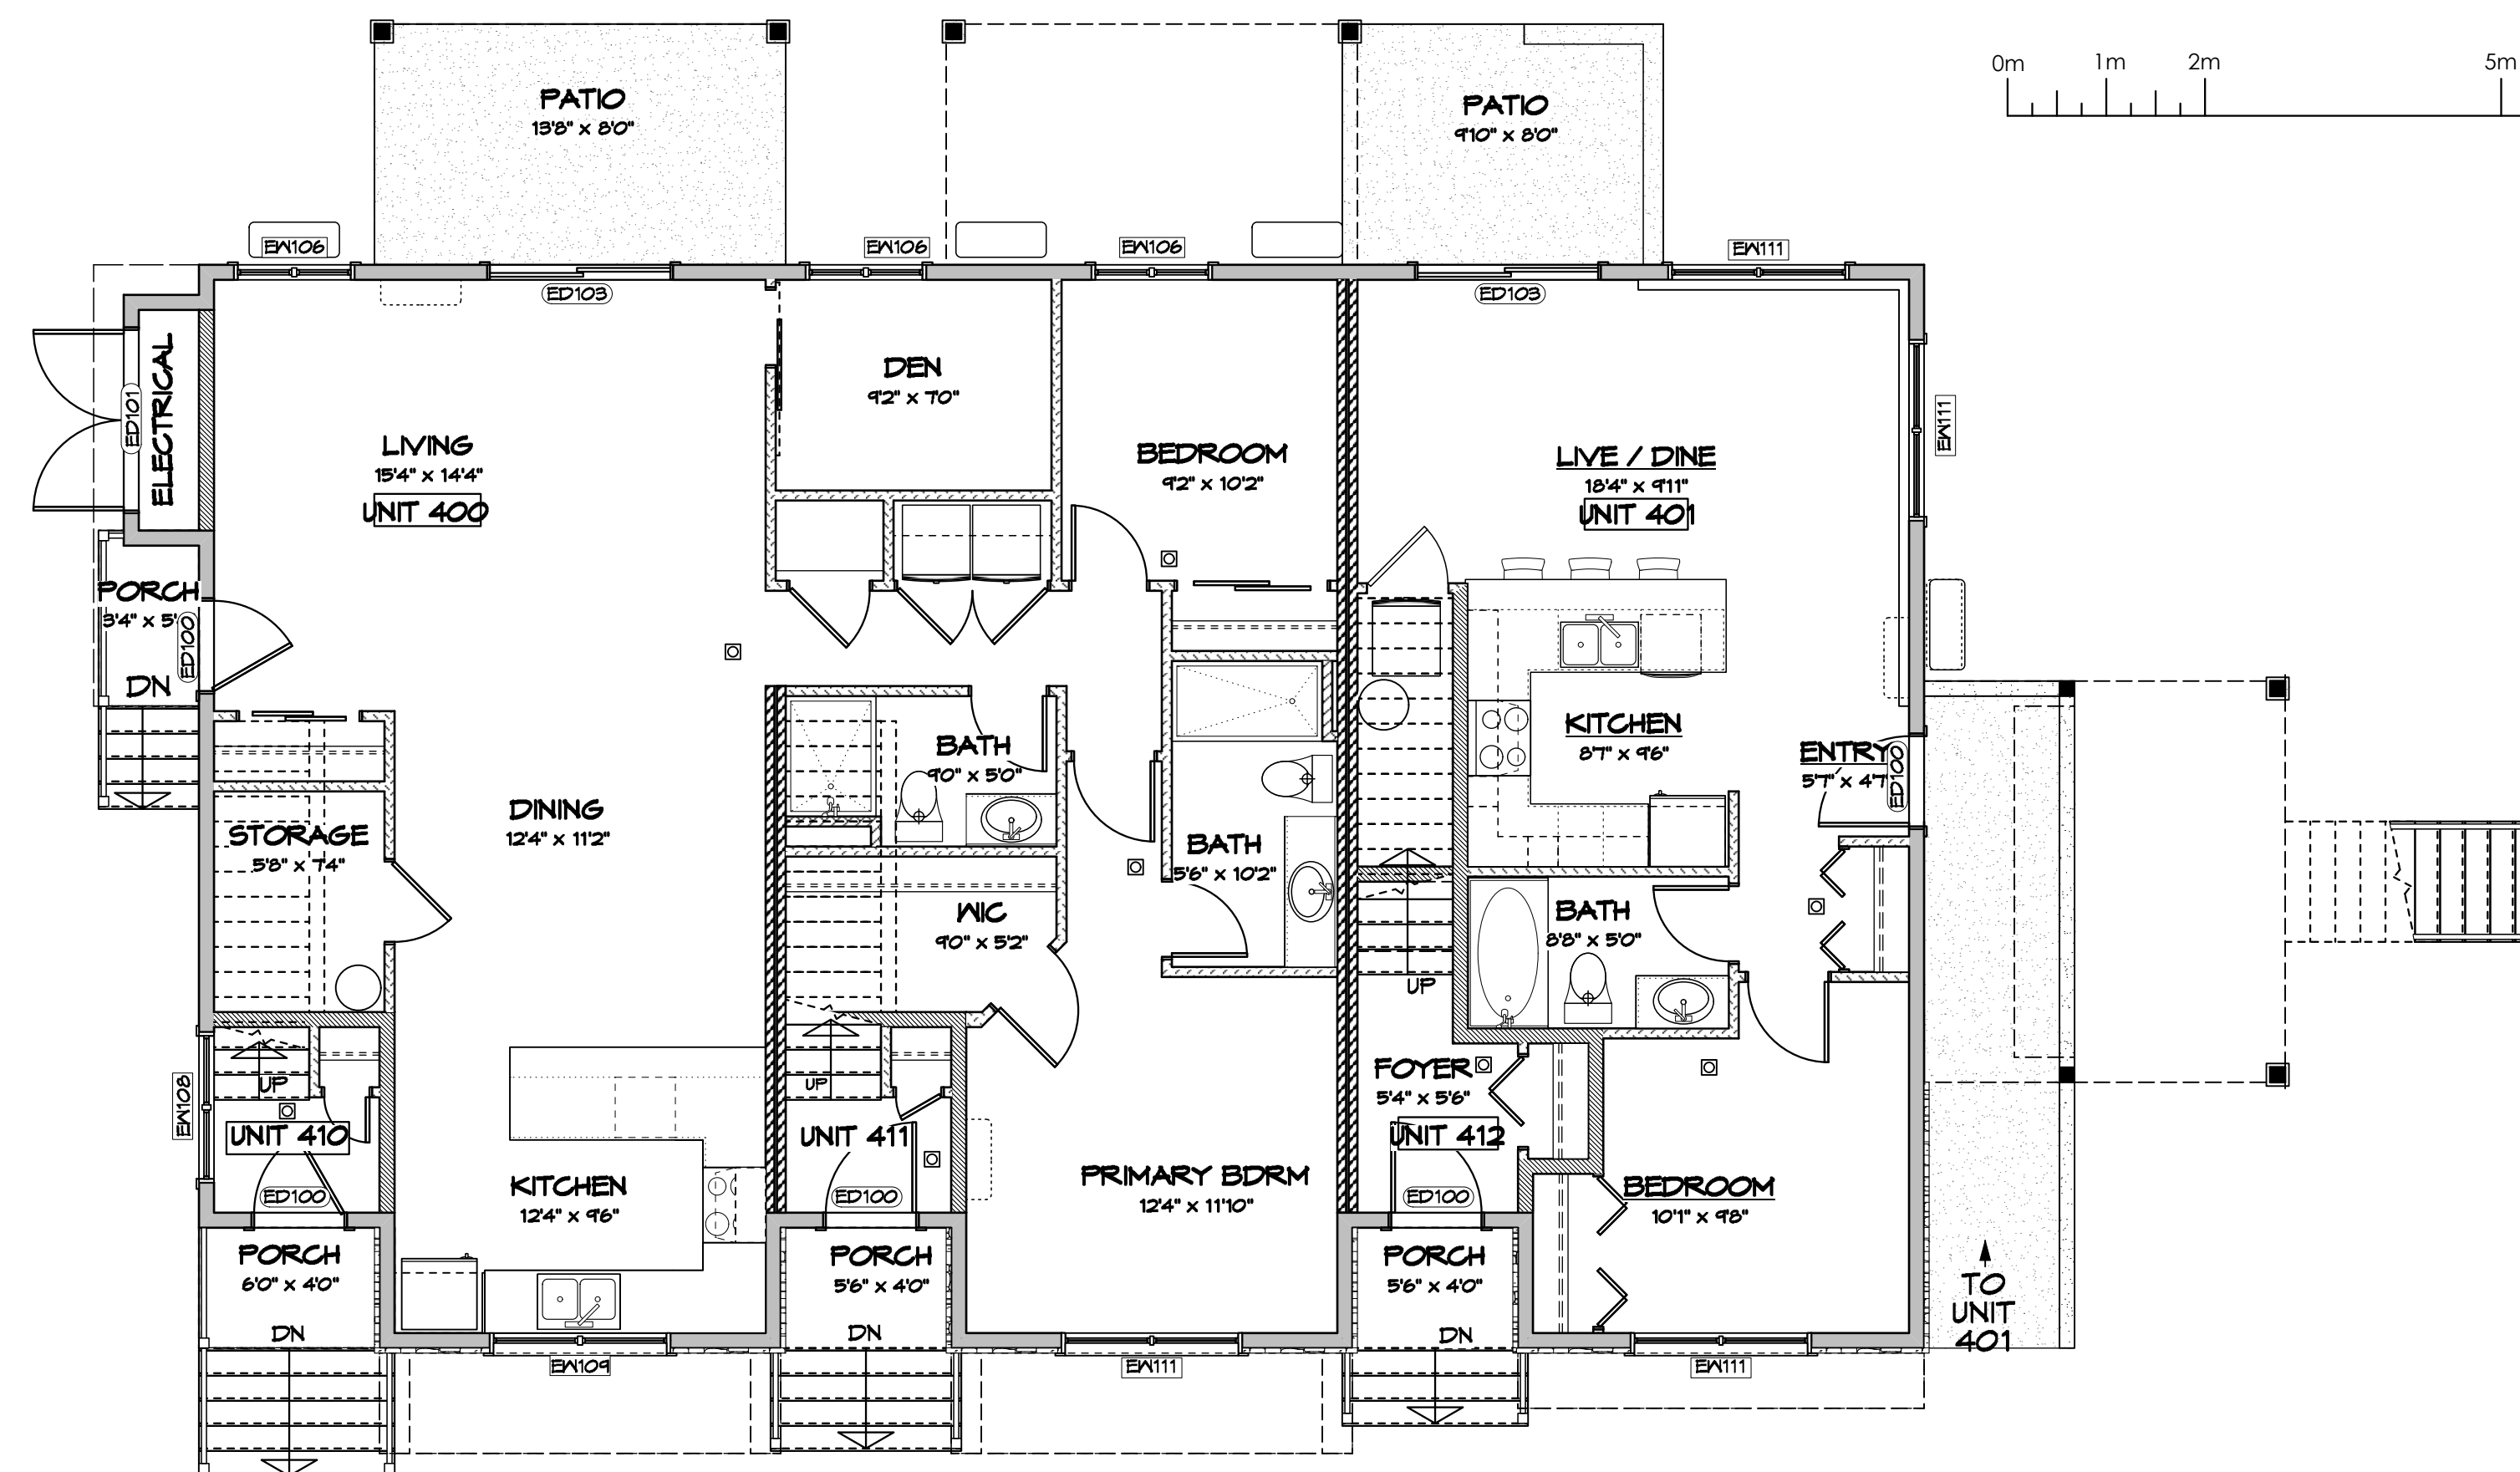 0m 1m 2m 5m
PATIO
13'8" x 8'0"
PATIO
9'10" x 8'0"
EW106
EW106
EW106
EW111
ED103
ED103
ED101
ELECTRICAL
DEN
9'2" x 7'0"
EW111
LIVING
15'4" x 14'4"
UNIT 400
BEDROOM
9'2" x 10'2"
LIVE / DINE
18'4" x 9'11"
UNIT 401
PORCH
3'4" x 5'
ED100
DN
KITCHEN
8'7" x 9'6"
BATH
9'0" x 5'0"
ENTRY
5'7" x 4'7"
ED100
DINING
12'4" x 11'2"
STORAGE
5'8" x 7'4"
BATH
5'6" x 10'2"
WIC
9'0" x 5'2"
BATH
8'8" x 5'0"
UP
FOYER
5'4" x 5'6"
UP
UP
EW108
UNIT 410
UNIT 411
UNIT 412
PRIMARY BDRM
12'4" x 11'10"
KITCHEN
12'4" x 9'6"
BEDROOM
10'1" x 9'8"
ED100
ED100
ED100
PORCH
6'0" x 4'0"
PORCH
5'6" x 4'0"
PORCH
5'6" x 4'0"
DN
DN
DN
TO
UNIT
401
EW109
EW111
EW111